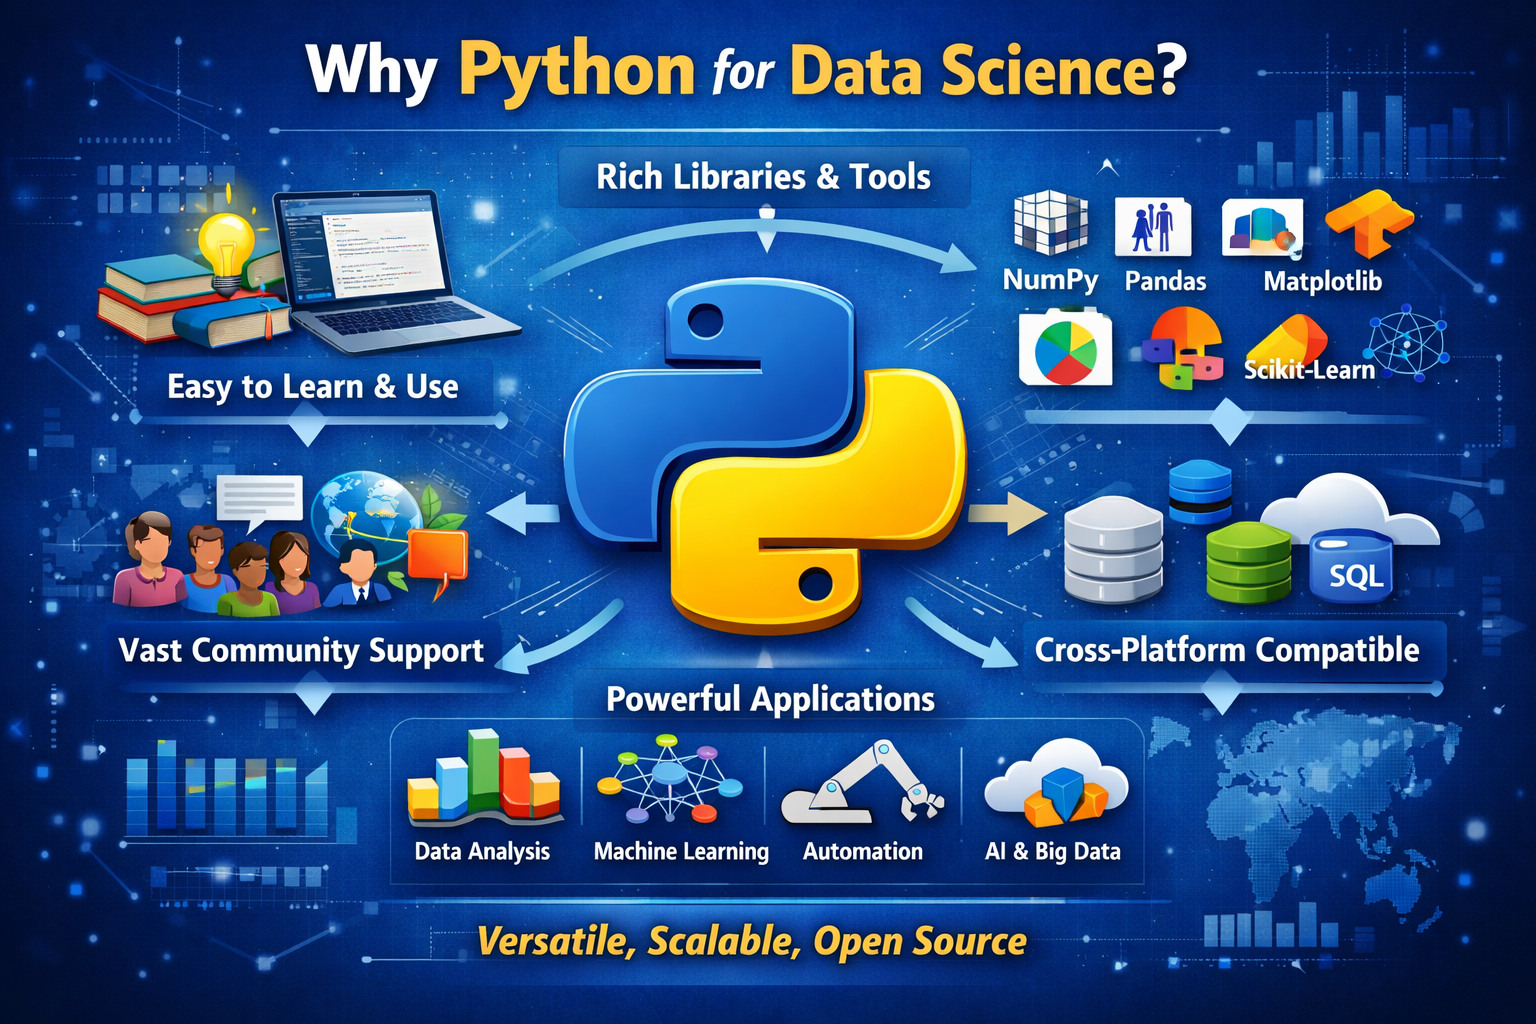 Why Python for Data Science?
Rich Libraries & Tools
NumPy
Pandas
Matplotlib
Scikit-Learn
Easy to Learn & Use
SQL
Vast Community Support
Cross-Platform Compatible
Powerful Applications
Data Analysis
Machine Learning
Automation
AI & Big Data
Versatile, Scalable, Open Source